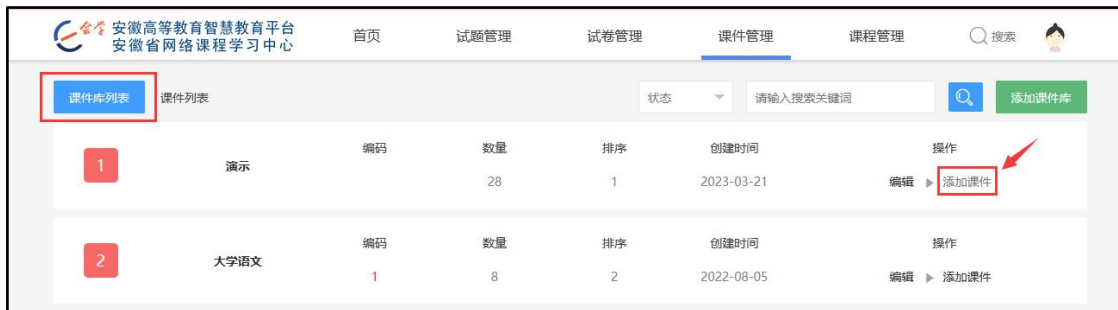 会学 安徽高等教育智慧教育平台
安徽省网络课程学习中心
首页 试题管理 试卷管理 课件管理 课程管理 搜索
课件库列表 课件列表 状态 请输入搜索关键词 添加课件库
编码 数量 排序 创建时间 操作
1 演示 28 1 2023-03-21 编辑 添加课件
编码 数量 排序 创建时间 操作
2 大学语文 1 8 2 2022-08-05 编辑 添加课件